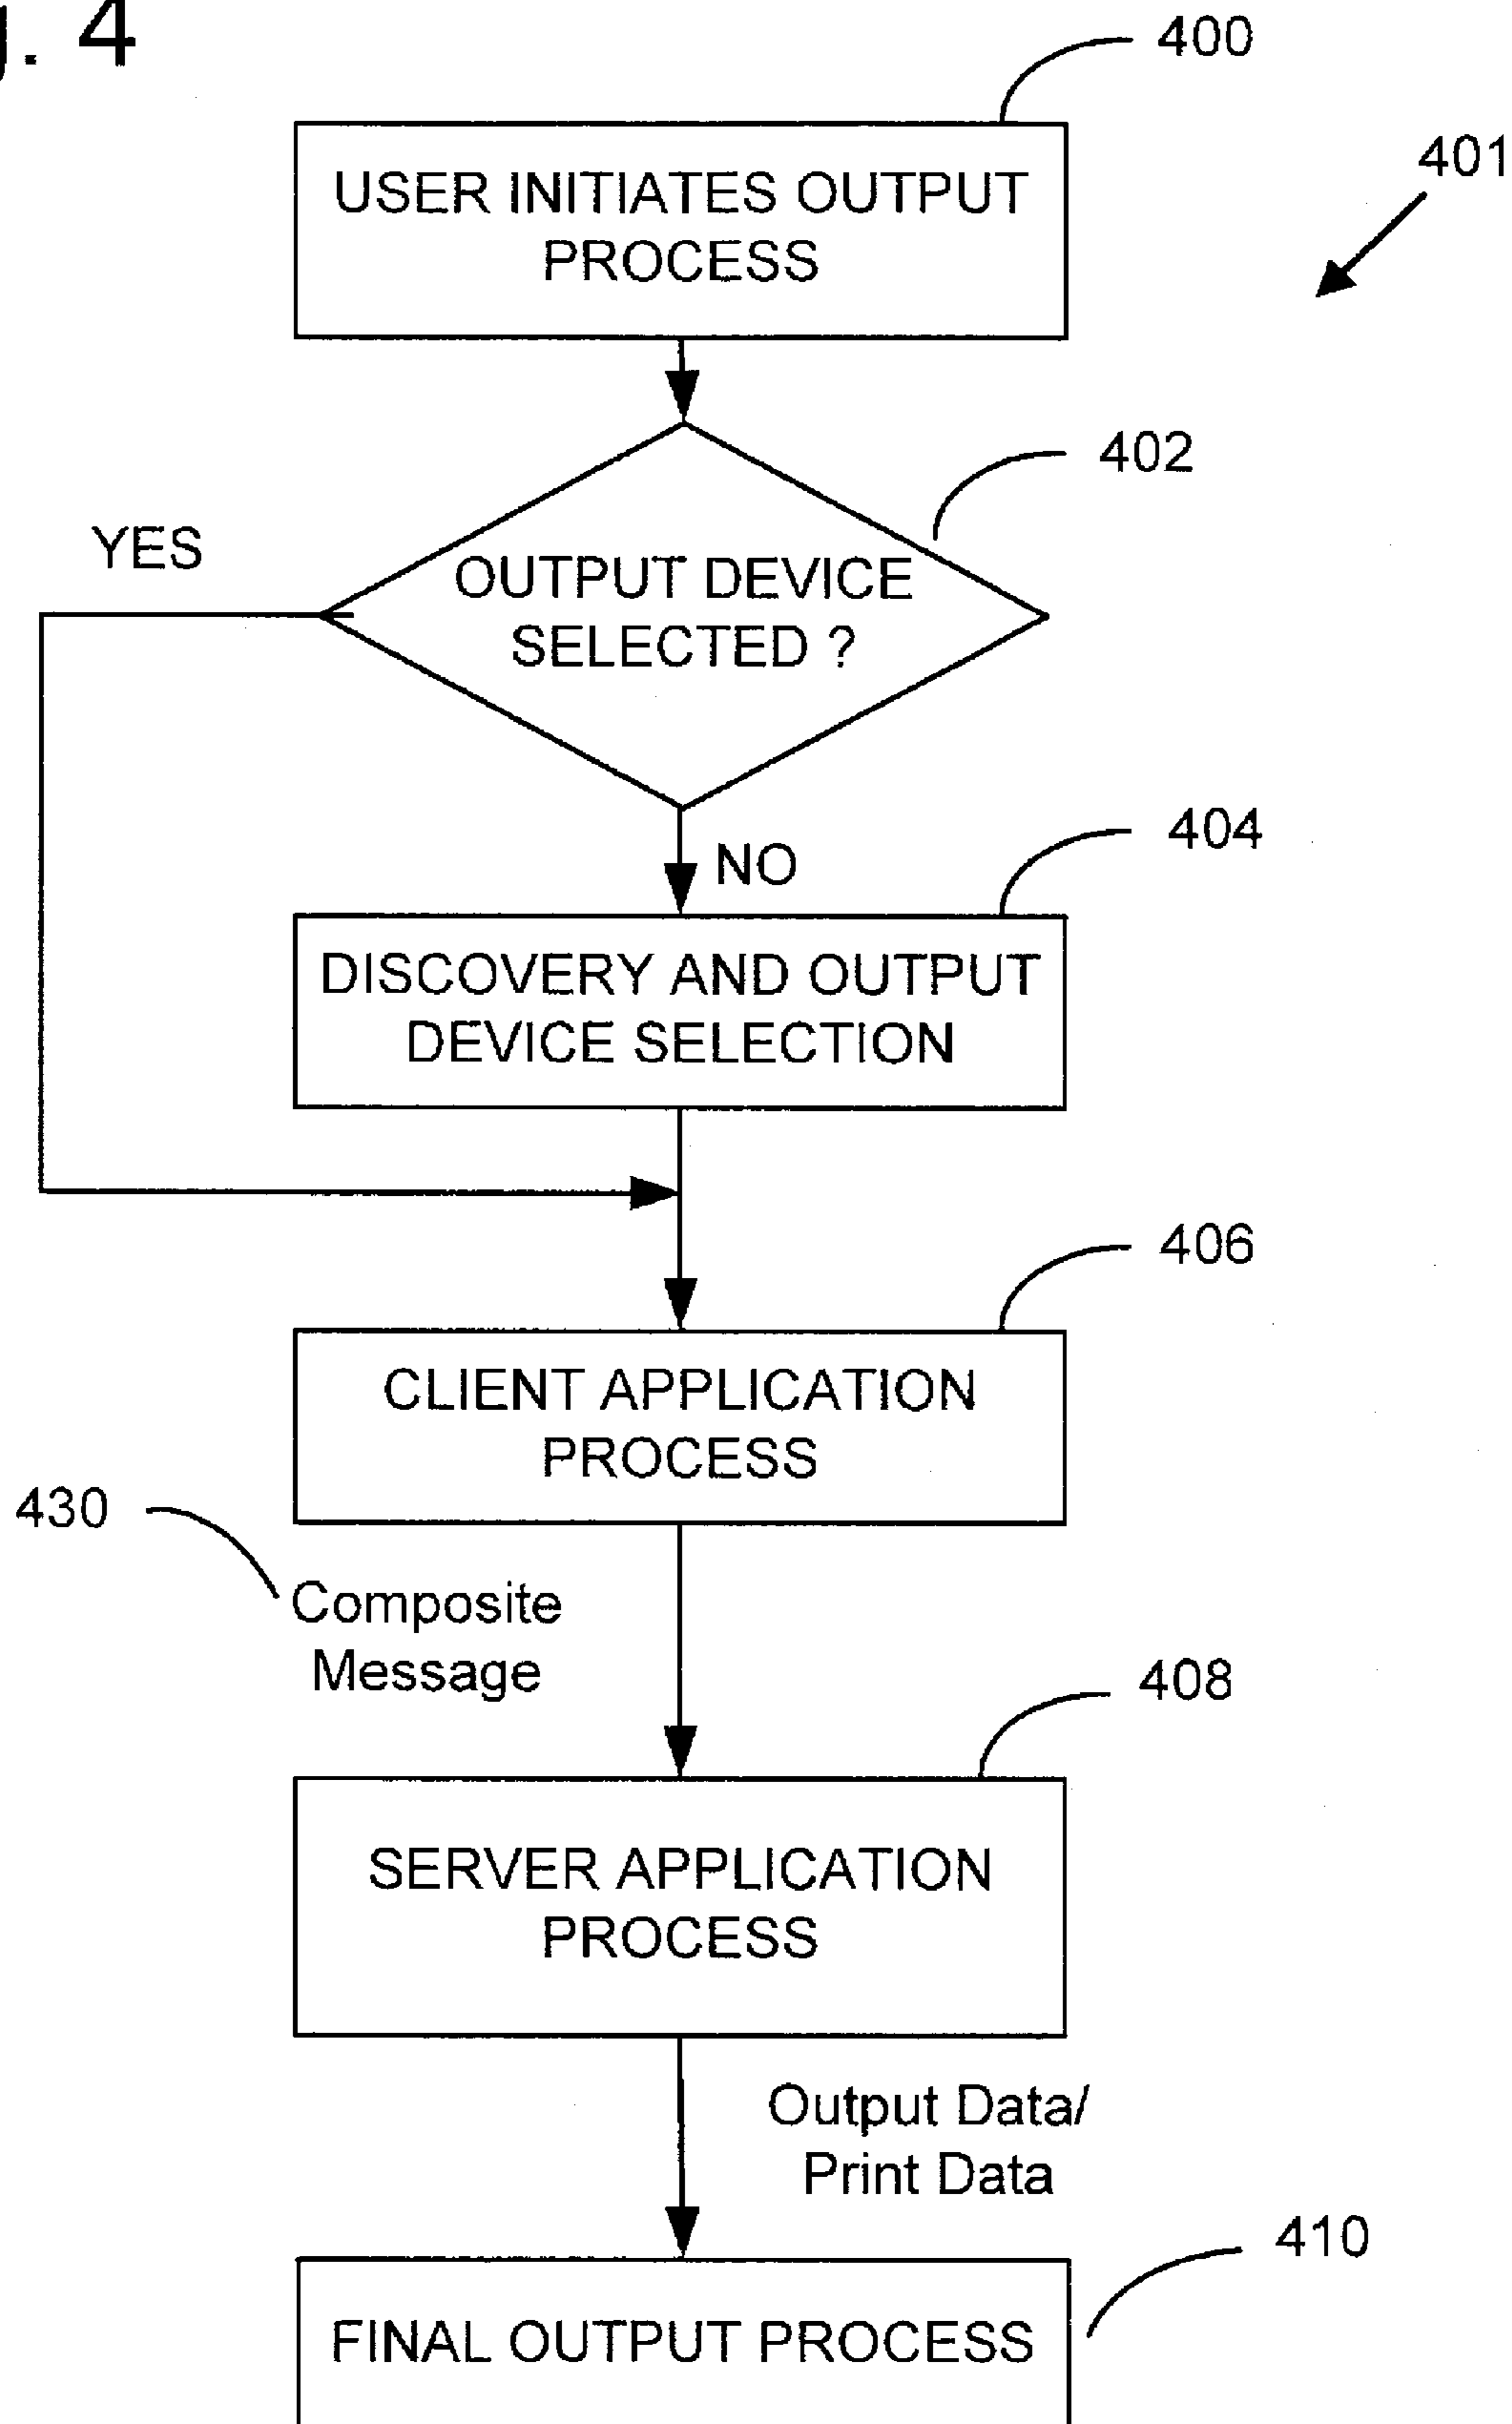 . 4
400
401
USER INITIATES OUTPUT
PROCESS
402
YES
OUTPUT DEVICE
SELECTED ?
404
NO
DISCOVERY AND OUTPUT
DEVICE SELECTION
406
CLIENT APPLICATION
PROCESS
430
Composite
Message
408
SERVER APPLICATION
PROCESS
Output Data/
Print Data
410
FINAL OUTPUT PROCESS